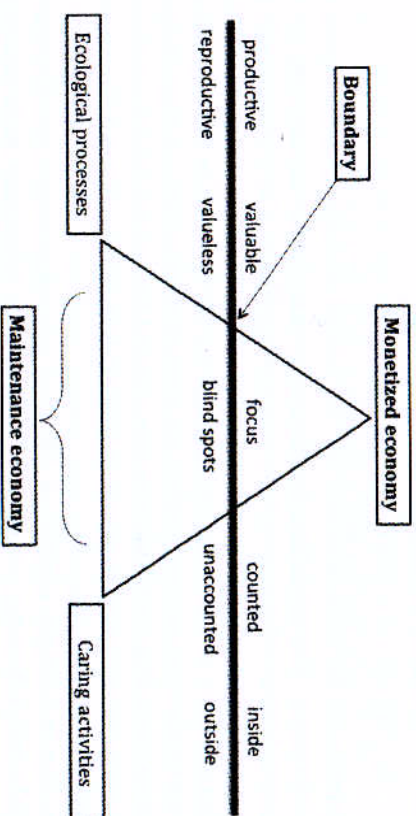 Monetized economy
Boundary
productive valuable focus counted inside
reproductive valueless blind spots unaccounted outside
Ecological processes
Caring activities
Maintenance economy